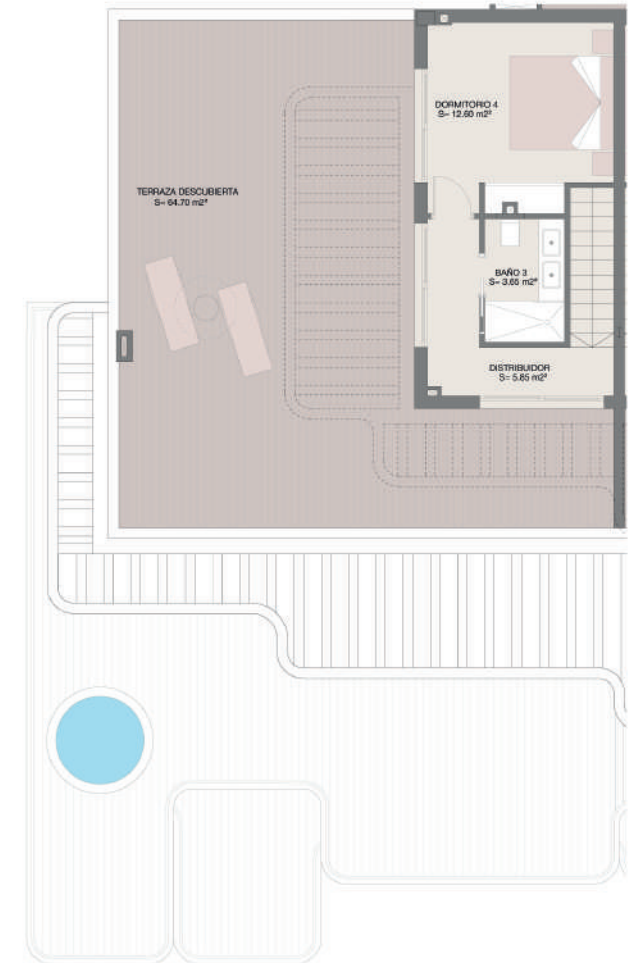 DORMITORIO 4
S= 12.60 m2²
TERRAZA DESCUBIERTA
S= 64.70 m2²
BAÑO 3
S= 3.65 m2²
DISTRIBUIDOR
S= 5.85 m2²